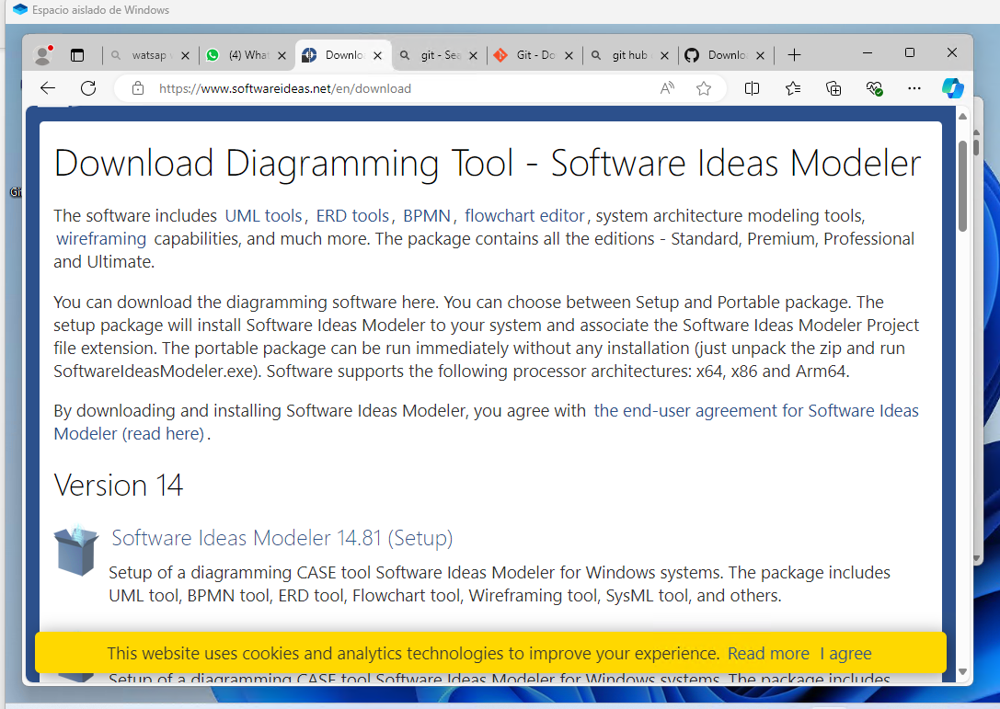 Espacio aislado de Windows
watsap
(4) What
Downlo
git - Sea
Git - Do
git hub
Downlo
https://www.softwareideas.net/en/download
Download Diagramming Tool - Software Ideas Modeler
The software includes UML tools, ERD tools, BPMN, flowchart editor, system architecture modeling tools,
wireframing capabilities, and much more. The package contains all the editions - Standard, Premium, Professional
and Ultimate.
You can download the diagramming software here. You can choose between Setup and Portable package. The
setup package will install Software Ideas Modeler to your system and associate the Software Ideas Modeler Project
file extension. The portable package can be run immediately without any installation (just unpack the zip and run
SoftwareIdeasModeler.exe). Software supports the following processor architectures: x64, x86 and Arm64.
By downloading and installing Software Ideas Modeler, you agree with the end-user agreement for Software Ideas
Modeler (read here).
Version 14
Software Ideas Modeler 14.81 (Setup)
Setup of a diagramming CASE tool Software Ideas Modeler for Windows systems. The package includes
UML tool, BPMN tool, ERD tool, Flowchart tool, Wireframing tool, SysML tool, and others.
This website uses cookies and analytics technologies to improve your experience. Read more I agree
Setup of a diagramming CASE tool Software Ideas Modeler for Windows systems. The package includes